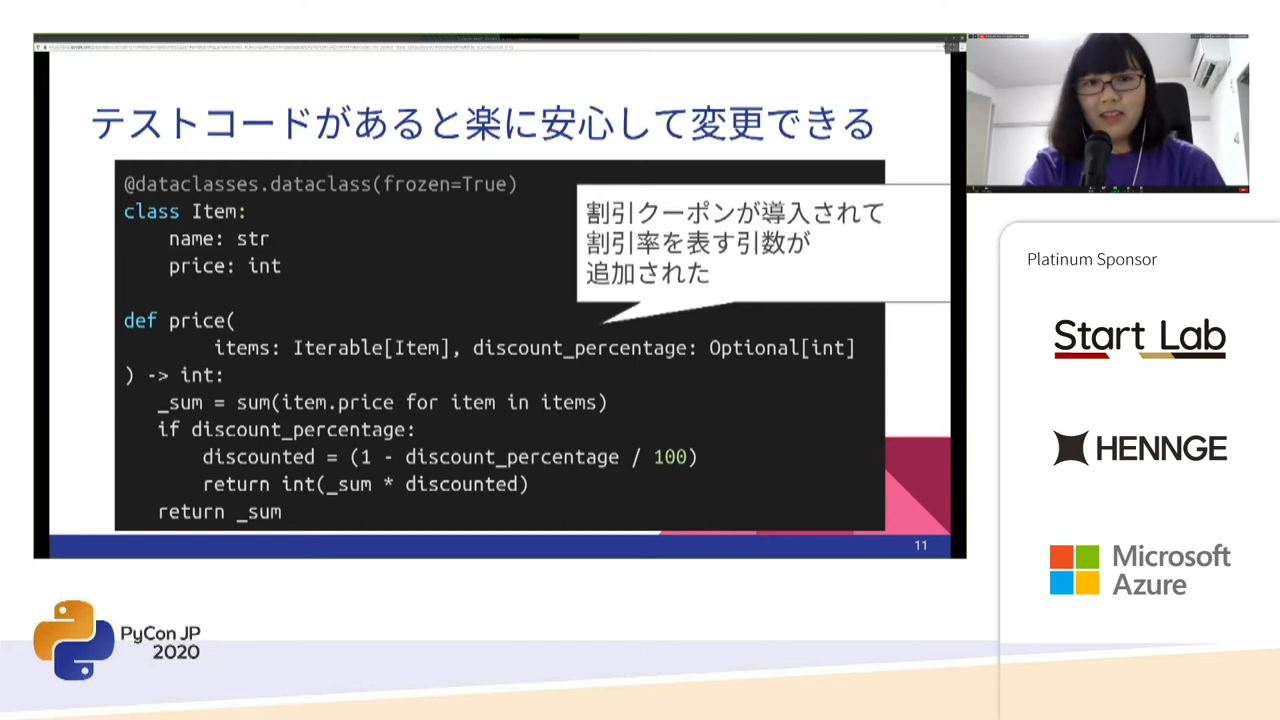 テストコードがあると楽に安心して変更できる
@dataclasses.dataclass(frozen=True)
class Item:
    name: str
    price: int
割引クーポンが導入されて
割引率を表す引数が
追加された
def price(
        items: Iterable[Item], discount_percentage: Optional[int]
) -> int:
   _sum = sum(item.price for item in items)
   if discount_percentage:
       discounted = (1 - discount_percentage / 100)
       return int(_sum * discounted)
   return _sum
11
Platinum Sponsor
Start Lab
HENNGE
Microsoft
Azure
PyCon JP
2020